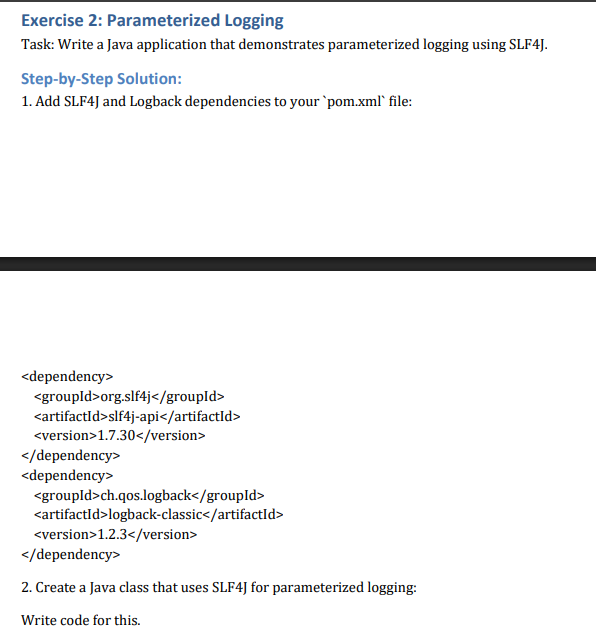 Exercise 2: Parameterized Logging
Task: Write a Java application that demonstrates parameterized logging using SLF4J.
Step-by-Step Solution:
1. Add SLF4J and Logback dependencies to your `pom.xml` file:
<dependency>
<groupId>org.slf4j</groupId>
<artifactId>slf4j-api</artifactId>
<version>1.7.30</version>
</dependency>
<dependency>
<groupId>ch.qos.logback</groupId>
<artifactId>logback-classic</artifactId>
<version>1.2.3</version>
</dependency>
2. Create a Java class that uses SLF4J for parameterized logging:
Write code for this.